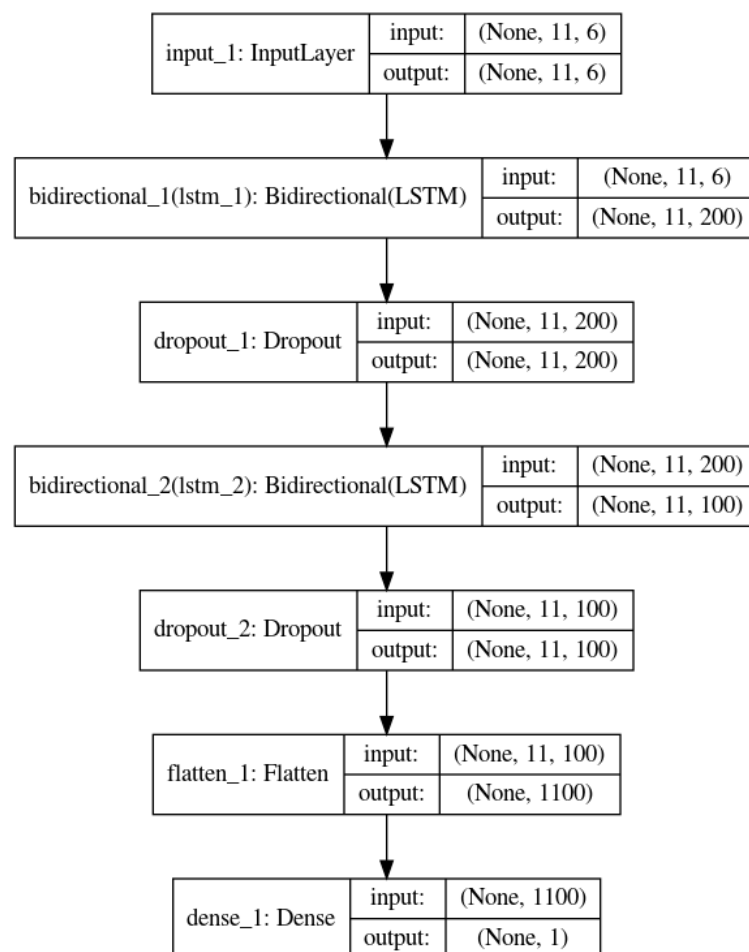 input_1: InputLayer
input: (None, 11, 6)
output: (None, 11, 6)
bidirectional_1(lstm_1): Bidirectional(LSTM)
input: (None, 11, 6)
output: (None, 11, 200)
dropout_1: Dropout
input: (None, 11, 200)
output: (None, 11, 200)
bidirectional_2(lstm_2): Bidirectional(LSTM)
input: (None, 11, 200)
output: (None, 11, 100)
dropout_2: Dropout
input: (None, 11, 100)
output: (None, 11, 100)
flatten_1: Flatten
input: (None, 11, 100)
output: (None, 1100)
dense_1: Dense
input: (None, 1100)
output: (None, 1)